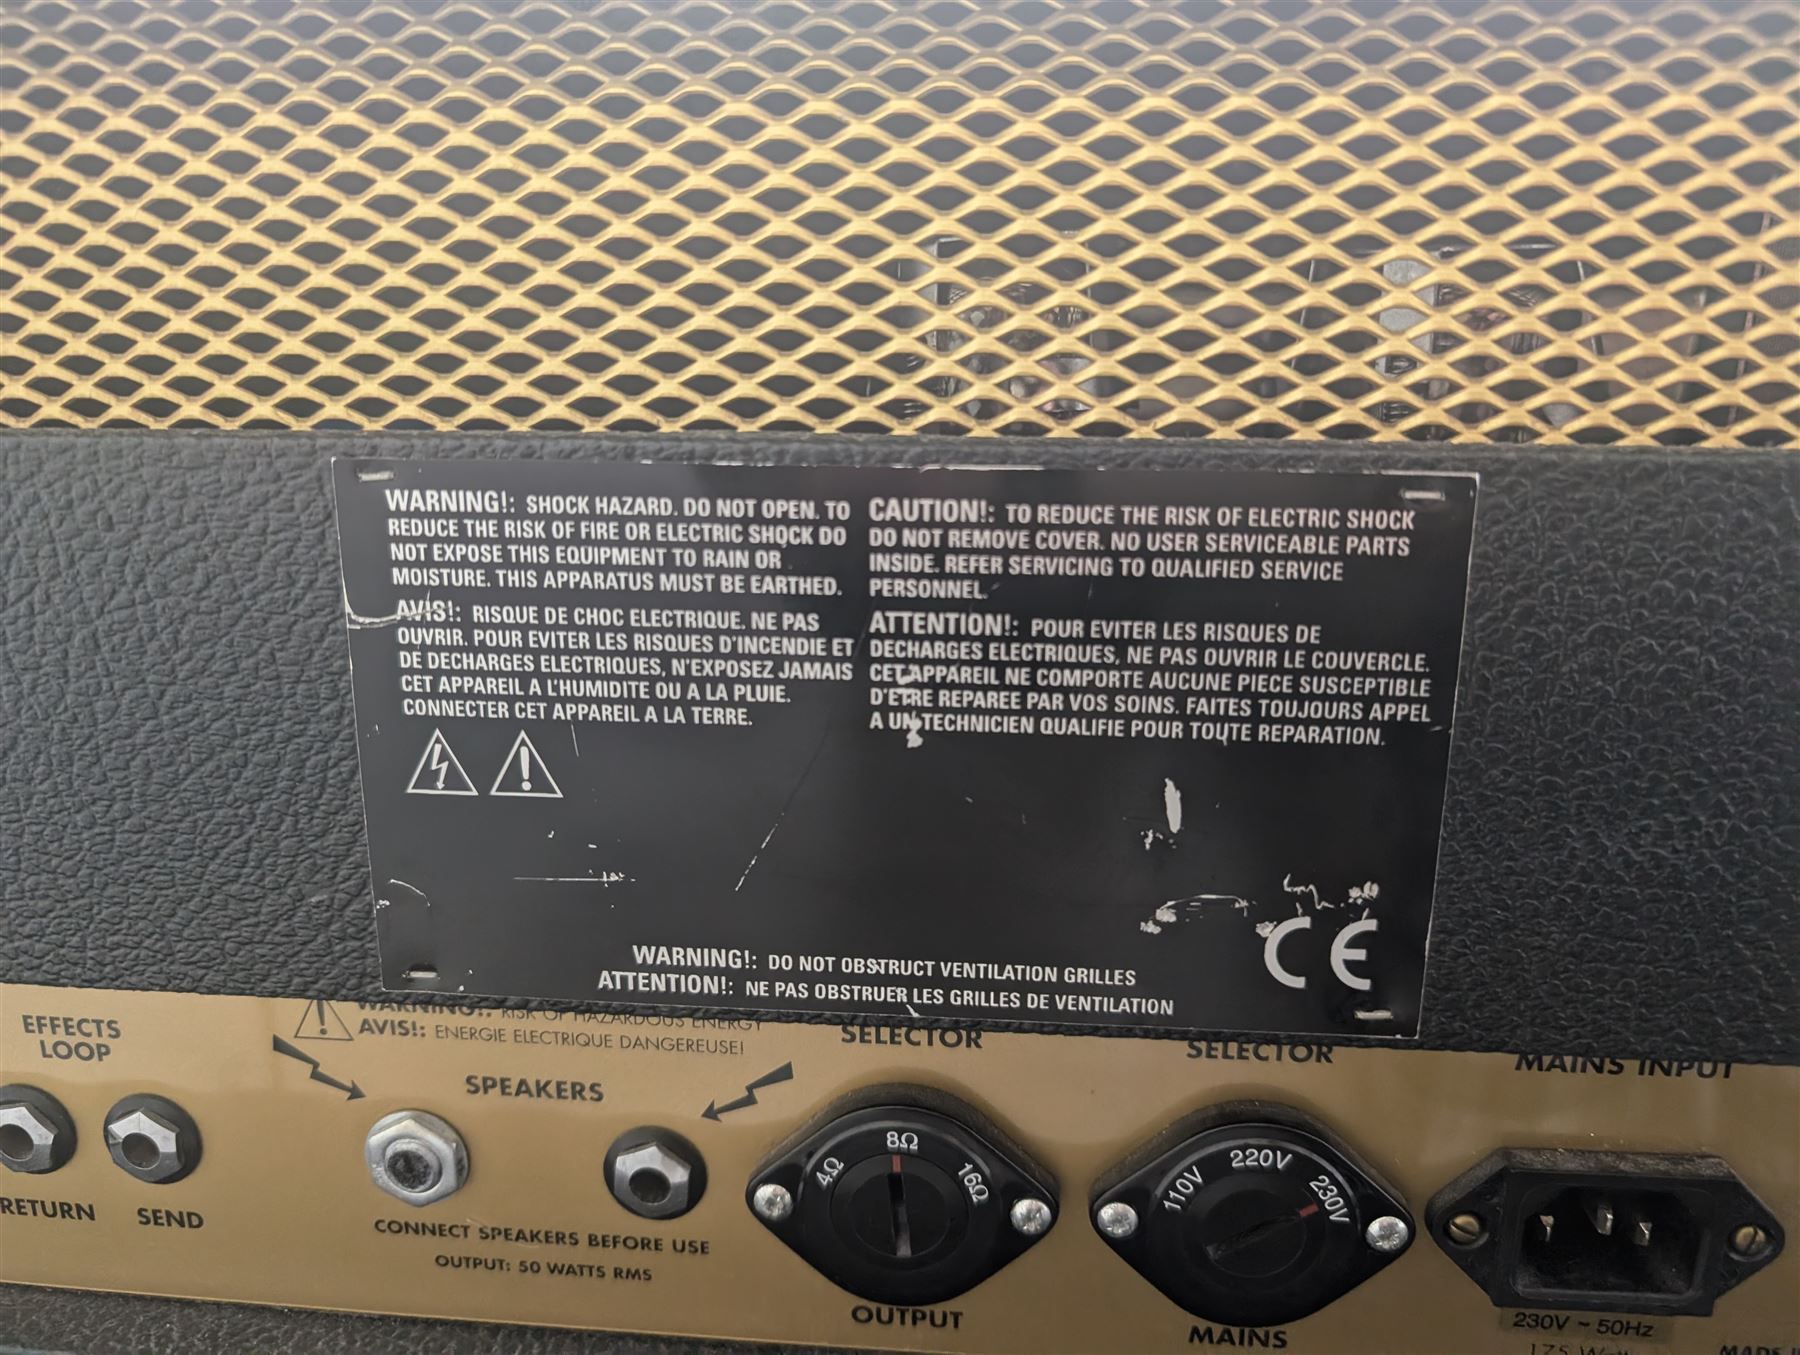 WARNING!: SHOCK HAZARD. DO NOT OPEN. TO
REDUCE THE RISK OF FIRE OR ELECTRIC SHOCK DO
NOT EXPOSE THIS EQUIPMENT TO RAIN OR
MOISTURE. THIS APPARATUS MUST BE EARTHED.
AVIS!: RISQUE DE CHOC ELECTRIQUE. NE PAS
OUVRIR. POUR EVITER LES RISQUES D'INCENDIE ET
DE DECHARGES ELECTRIQUES, N'EXPOSEZ JAMAIS
CET APPAREIL A L'HUMIDITE OU A LA PLUIE.
CONNECTER CET APPAREIL A LA TERRE.
CAUTION!: TO REDUCE THE RISK OF ELECTRIC SHOCK
DO NOT REMOVE COVER. NO USER SERVICEABLE PARTS
INSIDE. REFER SERVICING TO QUALIFIED SERVICE
PERSONNEL.
ATTENTION!: POUR EVITER LES RISQUES DE
DECHARGES ELECTRIQUES, NE PAS OUVRIR LE COUVERCLE.
CET APPAREIL NE COMPORTE AUCUNE PIECE SUSCEPTIBLE
D'ETRE REPAREE PAR VOS SOINS. FAITES TOUJOURS APPEL
A UN TECHNICIEN QUALIFIE POUR TOUTE REPARATION.
CE
WARNING!: DO NOT OBSTRUCT VENTILATION GRILLES
ATTENTION!: NE PAS OBSTRUER LES GRILLES DE VENTILATION
EFFECTS
LOOP
RETURN
SEND
WARNING!: RISK OF HAZARDOUS ENERGY
AVIS!: ENERGIE ELECTRIQUE DANGEREUSE!
SPEAKERS
CONNECT SPEAKERS BEFORE USE
OUTPUT: 50 WATTS RMS
SELECTOR
4Ω
8Ω
16Ω
OUTPUT
SELECTOR
110V
220V
230V
MAINS
MAINS INPUT
230V ~ 50Hz